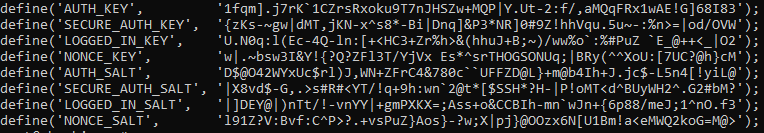 define('AUTH_KEY',         '1fqm].j7rK`1CZrsRxoku9T7nJHSZw+MQP|Y.Ut-2:f/,aMQqFRx1wAE!G]68I83');
define('SECURE_AUTH_KEY',  '{zKs-~gw|dMT,jKN-x^s8*-Bi|Dnq]&P3*NR]0#9Z!hhVqu.5u~-:%n>=|od/OVW');
define('LOGGED_IN_KEY',    'U.N0q:l(Ec-4Q-ln:[+<HC3+Zr%h>&(hhuJ+B;~)/ww%o`:%#PuZ `E_@++<_|O2');
define('NONCE_KEY',        'w|.~bsw3I&Y!{?Q?ZFl3T/YjVx Es*^srTHOGSONUq;|BRy(^^XoU:[7UC?@h}cM');
define('AUTH_SALT',        'D$@O42WYxUc$rl)J,WN+ZFrC4&780c``UFFZD@L}+m@b4Ih+J.jc$-L5n4[!yiL@');
define('SECURE_AUTH_SALT', '|X8vd$-G,.>s#R#<YT/!q+9h:wn`2@t*[$SSH*?H-|P!oMT<d^BUyWH2^.G2#bM?');
define('LOGGED_IN_SALT',   '|]DEY@|)nTt/!-vnYY|+gmPXKX=;Ass+o&CCBIh-mn`wJn+{6p88/meJ;1^nO.f3');
define('NONCE_SALT',       'l91Z?V:Bvf:C^P>?.+vsPuZ}Aos}-?w;X|pj}@OOzx6N[U1Bm!a<eMWQ2koG=M@>');